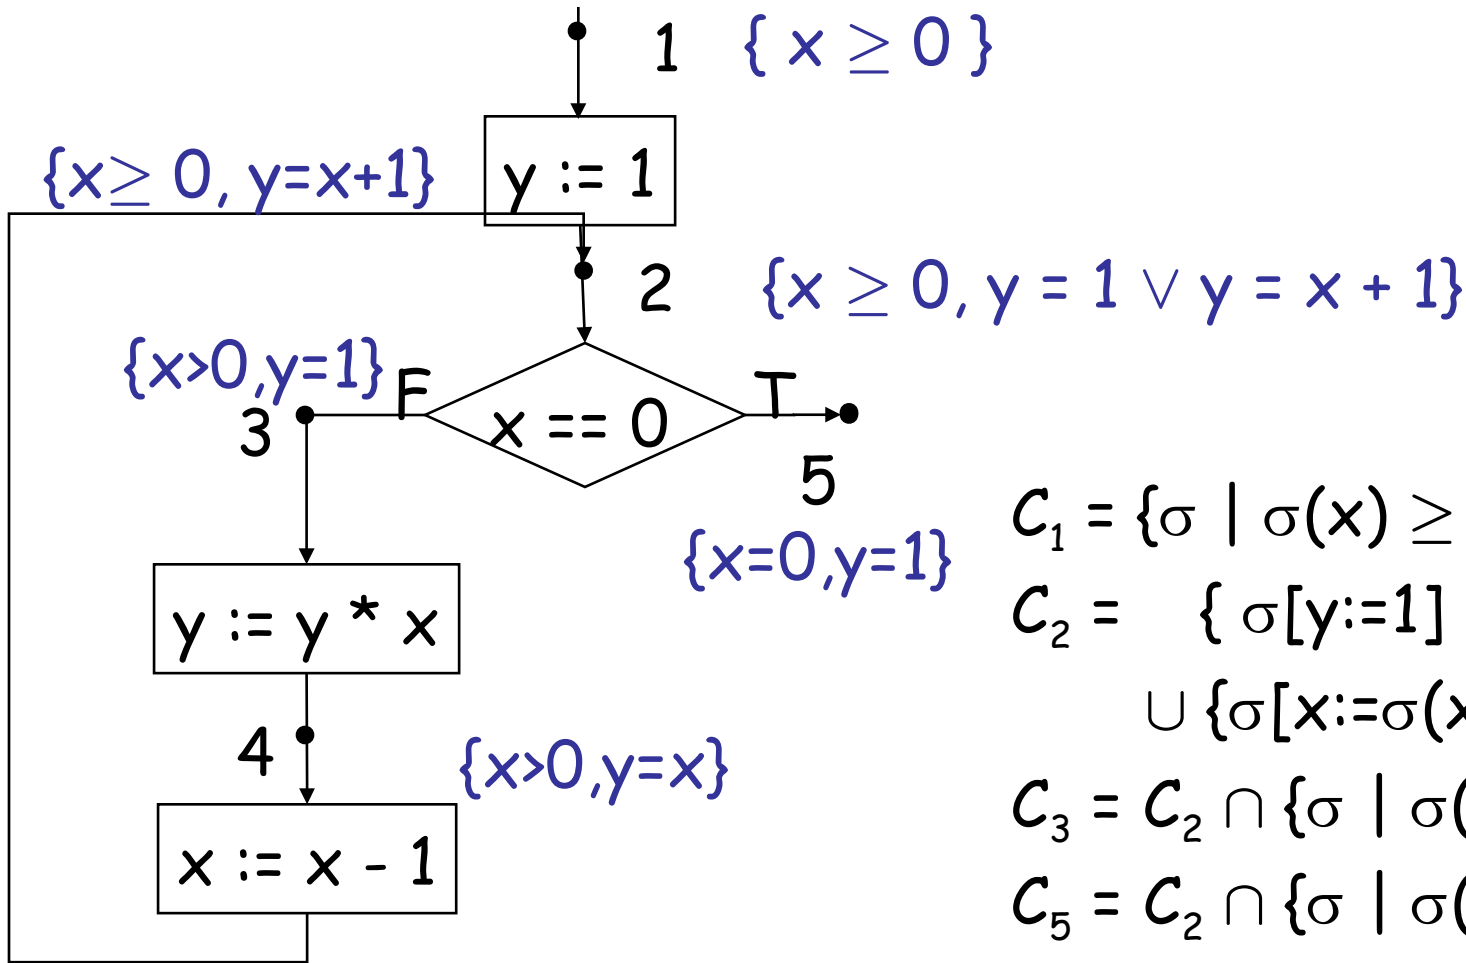 1 { x ≥ 0 }
y := 1
{x≥ 0, y=x+1}
2 {x ≥ 0, y = 1 ∨ y = x + 1}
{x>0,y=1} F
x == 0
T
3
5
{x=0,y=1}
y := y * x
4 {x>0,y=x}
x := x - 1
C1 = {σ | σ(x) ≥
C2 = { σ[y:=1]
∪ {σ[x:=σ(x
C3 = C2 ∩ {σ | σ(
C5 = C2 ∩ {σ | σ(